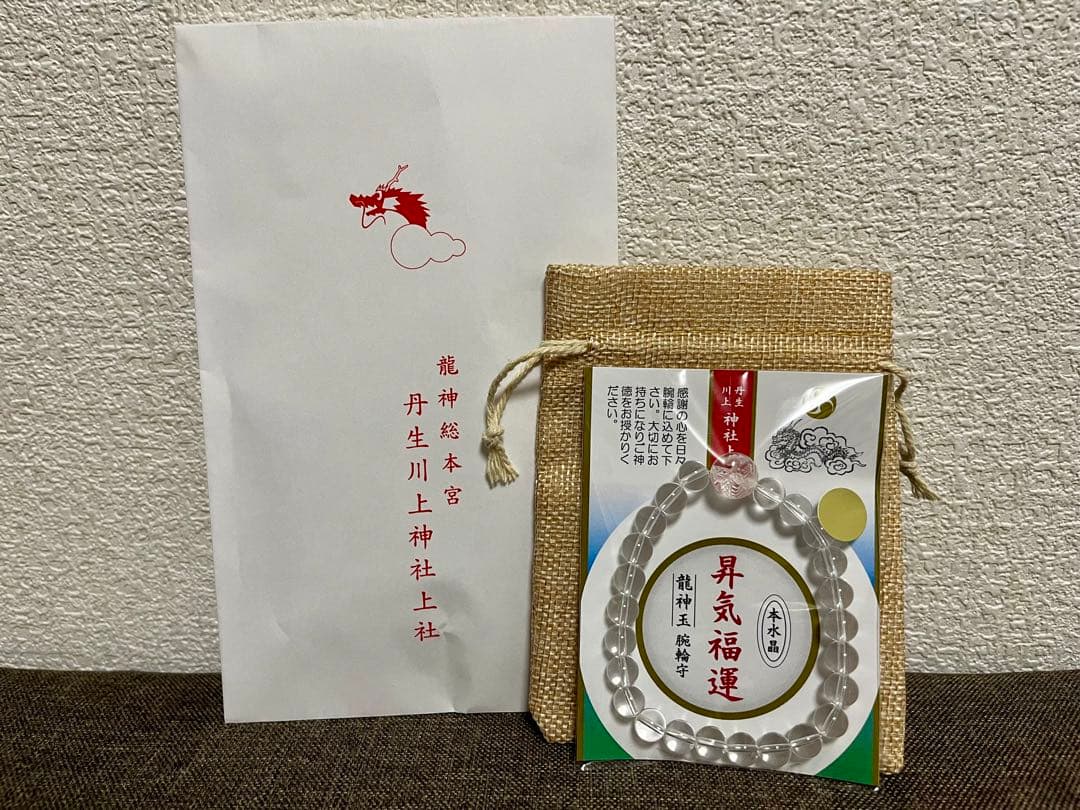 龍神総本宮
丹生川上神社上社
感謝の心を日々
腕輪に込めて下
さい。大切にお
持ちになりご神
徳をお授かりく
ださい。
丹生
川上
神社上
昇気福運
龍神玉 腕輪守
本水晶